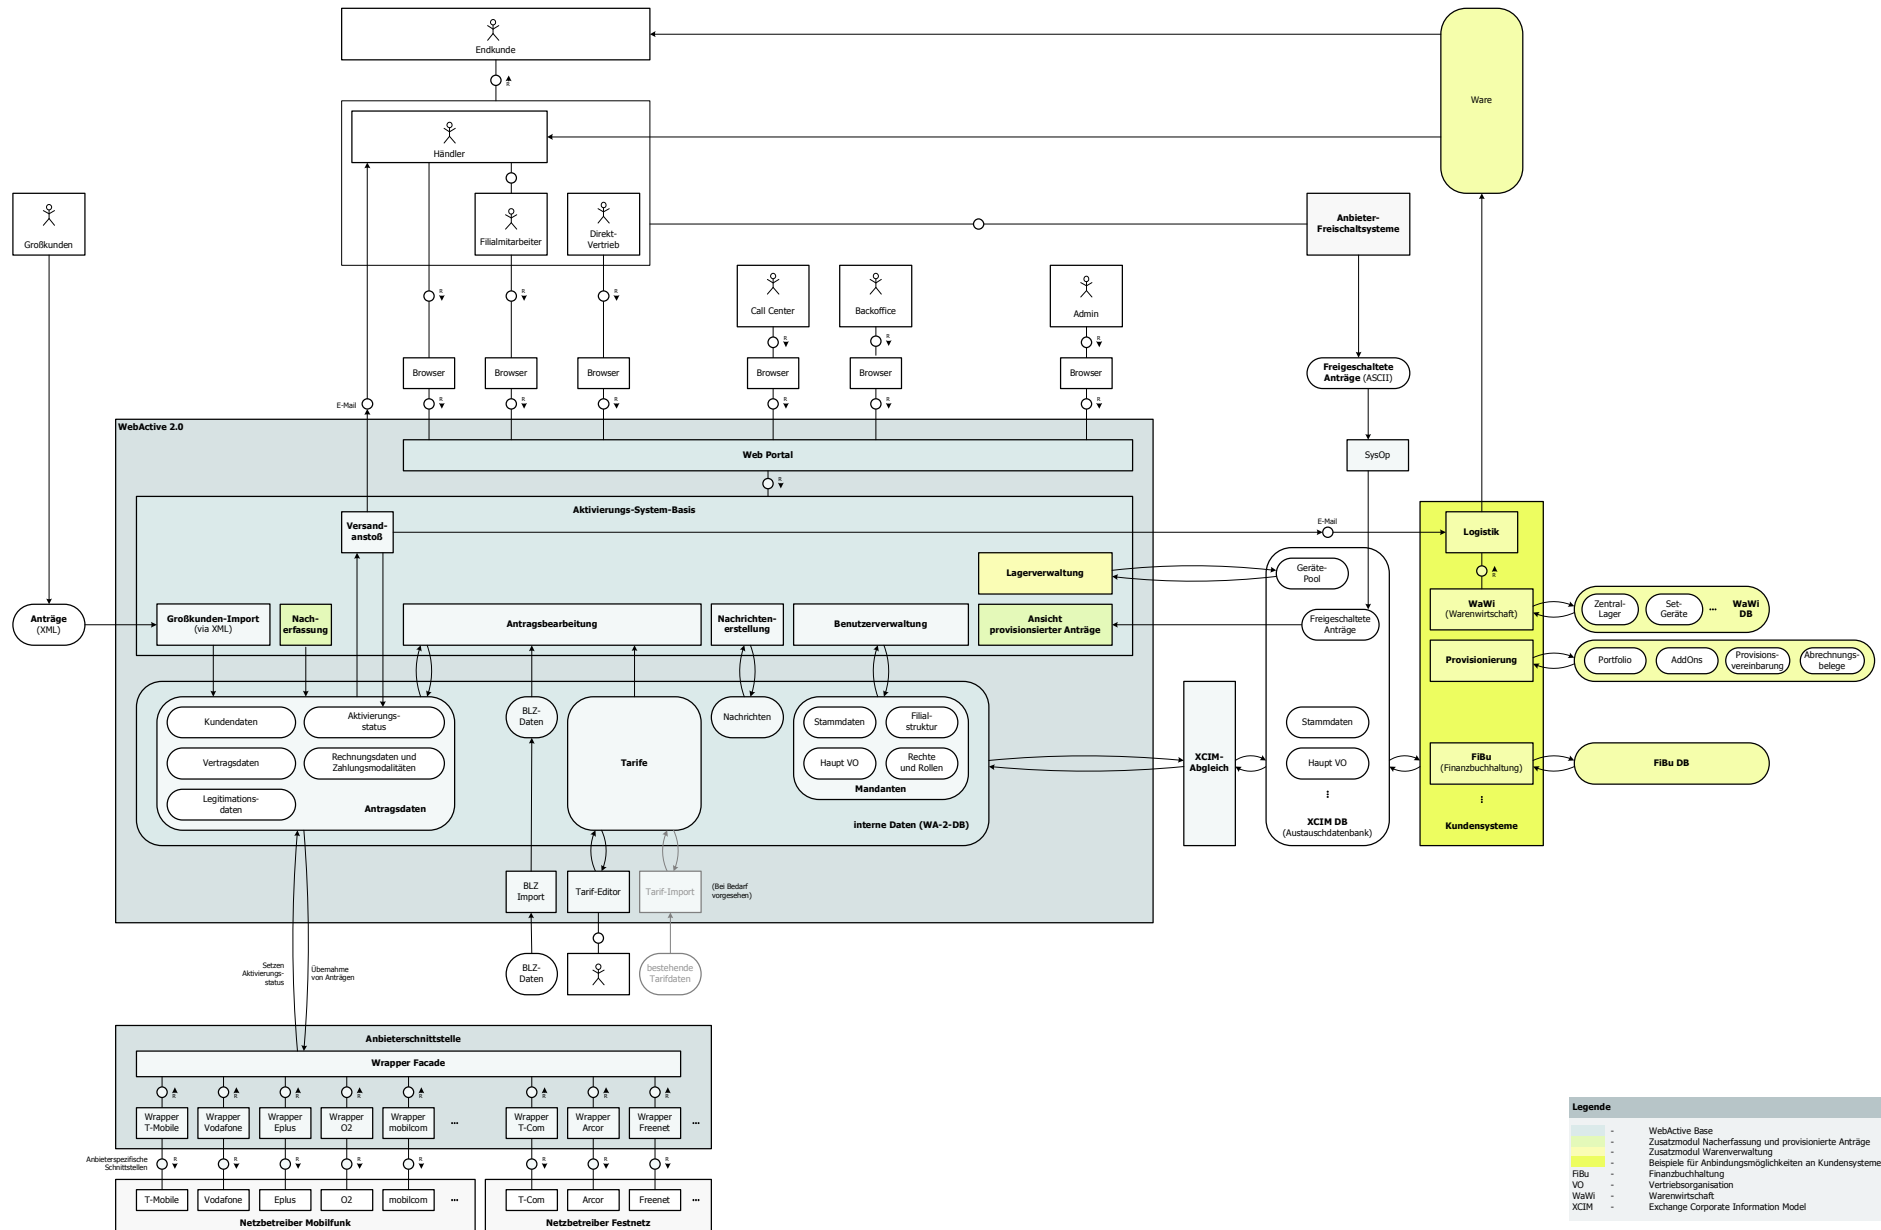 Endkunde
R
Ware
Händler
Großkunden
Filialmitarbeiter
Direkt-
Vertrieb
Anbieter-
Freischaltsysteme
R
R
R
Call Center
Backoffice
Admin
R
R
R
Browser
Browser
Browser
Browser
Browser
Browser
Freigeschaltete
Anträge (ASCII)
E-Mail
R
R
R
R
R
R
WebActive 2.0
Web Portal
SysOp
R
Aktivierungs-System-Basis
Versand-
anstoß
E-Mail
Logistik
Lagerverwaltung
Geräte-
Pool
R
Anträge
(XML)
Großkunden-Import
(via XML)
Nach-
erfassung
Antragsbearbeitung
Nachrichten-
erstellung
Benutzerverwaltung
Ansicht
provisionierter Anträge
Freigeschaltete
Anträge
WaWi
(Warenwirtschaft)
Zentral-
Lager
Set-
Geräte
...
WaWi
DB
Provisionierung
Portfolio
AddOns
Provisions-
vereinbarung
Abrechnungs-
belege
Kundendaten
Aktivierungs-
status
BLZ-
Daten
Nachrichten
Stammdaten
Filial-
struktur
Stammdaten
Vertragsdaten
Rechnungsdaten und
Zahlungsmodalitäten
Tarife
Haupt VO
Rechte
und Rollen
XCIM-
Abgleich
Haupt VO
FiBu
(Finanzbuchhaltung)
FiBu DB
Legitimations-
daten
Antragsdaten
Mandanten
interne Daten (WA-2-DB)
...
XCIM DB
(Austauschdatenbank)
...
Kundensysteme
BLZ
Import
Tarif-Editor
Tarif-Import
(Bei Bedarf
vorgesehen)
Setzen
Aktivierungs-
status
Übernahme
von Anträgen
BLZ-
Daten
bestehende
Tarifdaten
Anbieterschnittstelle
Wrapper Facade
R
R
R
R
R
R
R
R
Wrapper
T-Mobile
Wrapper
Vodafone
Wrapper
Eplus
Wrapper
O2
Wrapper
mobilcom
...
Wrapper
T-Com
Wrapper
Arcor
Wrapper
Freenet
...
Anbieterspezifische
Schnittstellen
R
R
R
R
R
R
R
R
T-Mobile
Vodafone
Eplus
O2
mobilcom
...
T-Com
Arcor
Freenet
...
Netzbetreiber Mobilfunk
Netzbetreiber Festnetz
Legende
- WebActive Base
- Zusatzmodul Nacherfassung und provisionierte Anträge
- Zusatzmodul Warenverwaltung
- Beispiele für Anbindungsmöglichkeiten an Kundensysteme
FiBu - Finanzbuchhaltung
VO - Vertriebsorganisation
WaWi - Warenwirtschaft
XCIM - Exchange Corporate Information Model